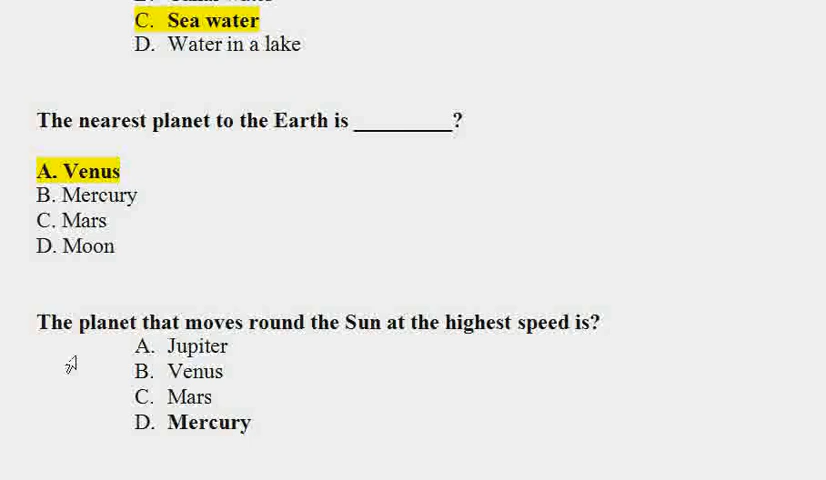 C. Sea water
D. Water in a lake
The nearest planet to the Earth is _________?
A. Venus
B. Mercury
C. Mars
D. Moon
The planet that moves round the Sun at the highest speed is?
A. Jupiter
B. Venus
C. Mars
D. Mercury